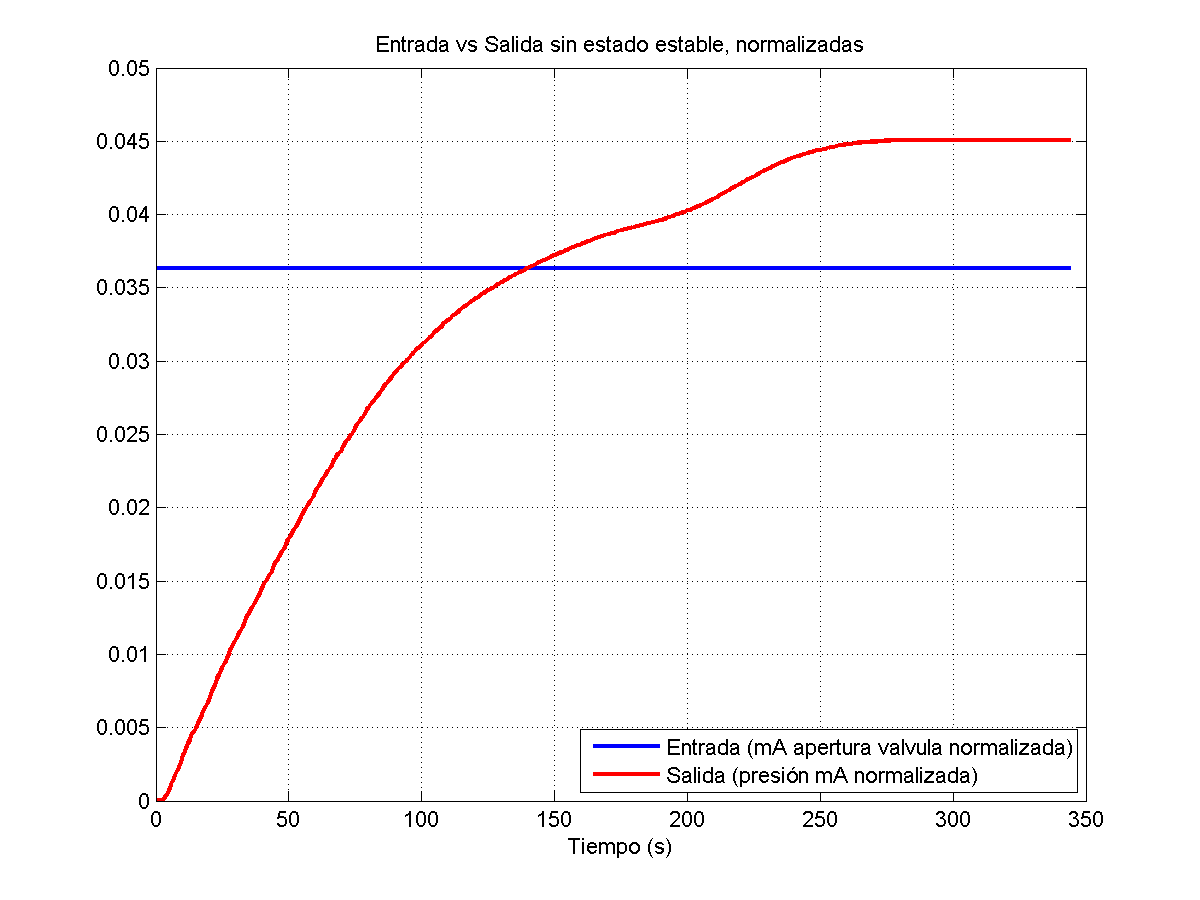 Entrada vs Salida sin estado estable, normalizadas
0.05
0.045
0.04
0.035
0.03
0.025
0.02
0.015
0.01
0.005
0
0 50 100 150 200 250 300 350
Tiempo (s)
Entrada (mA apertura valvula normalizada)
Salida (presión mA normalizada)